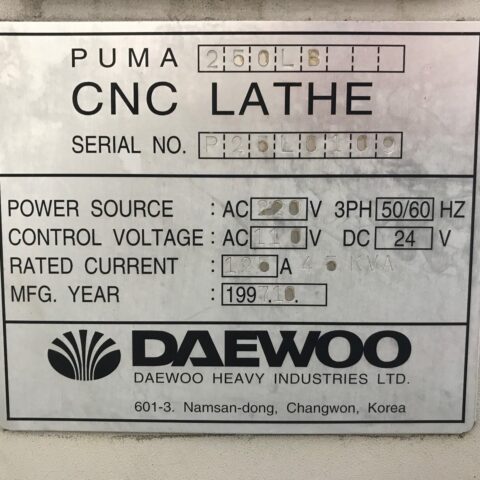 PUMA 250LB
CNC LATHE
SERIAL NO. P25L0109
POWER SOURCE : AC 220 V 3PH 50/60 HZ
CONTROL VOLTAGE : AC 110 V DC 24 V
RATED CURRENT : A 45 KVA
MFG. YEAR : 1997.10.
DAEWOO
DAEWOO HEAVY INDUSTRIES LTD.
601-3. Namsan-dong, Changwon, Korea